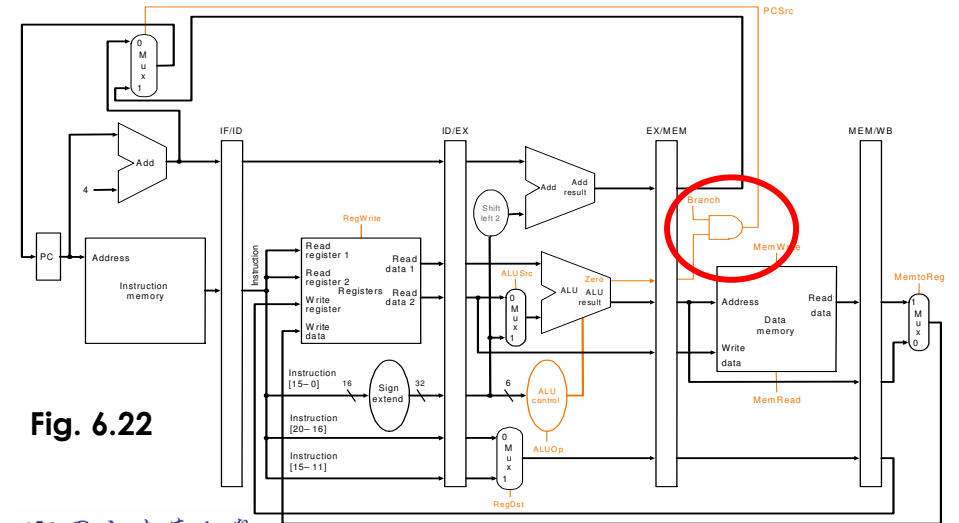 PCSrc
0
M
u
x
1
IF/ID
ID/EX
EX/MEM
MEM/WB
Add
4
Add
Add
result
Shift
left 2
Branch
RegWrite
MemWrite
PC
Address
Instruction
memory
Instruction
Read
register 1
Read
register 2
Registers
Write
register
Write
data
Read
data 1
Read
data 2
ALUSrc
0
M
u
x
1
Zero
ALU
ALU
result
Address
Read
data
Data
memory
Write
data
MemtoReg
1
M
u
x
0
Instruction
[15–0]
16
Sign
extend
32
6
ALU
control
MemRead
Instruction
[20–16]
ALUOp
Instruction
[15–11]
0
M
u
x
1
RegDst
Fig. 6.22